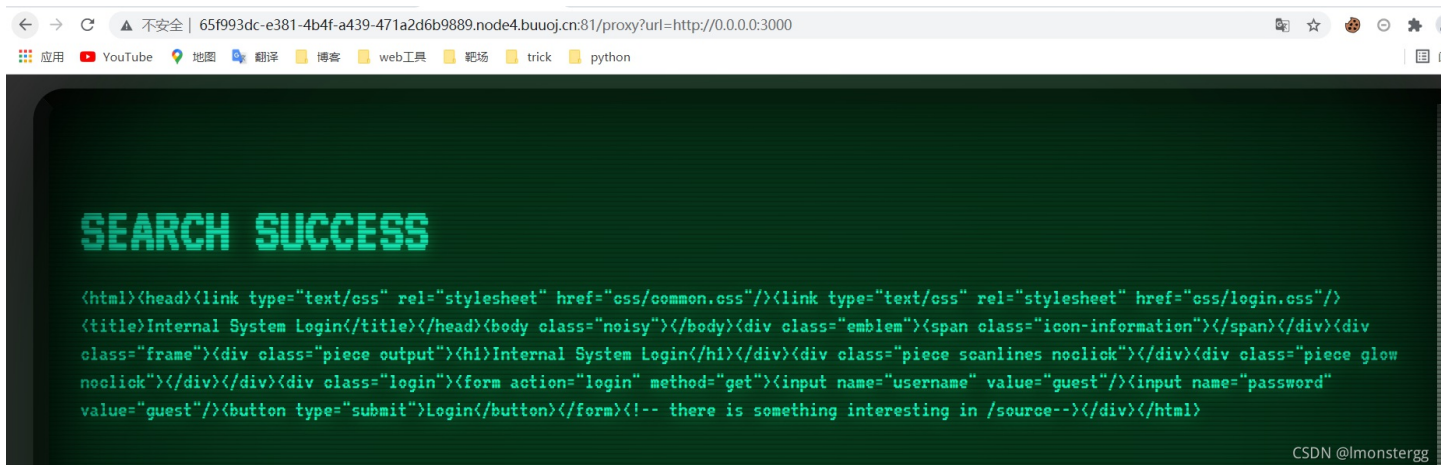 不安全 | 65f993dc-e381-4b4f-a439-471a2d6b9889.node4.buuoj.cn:81/proxy?url=http://0.0.0.0:3000
应用 YouTube 地图 翻译 博客 web工具 靶场 trick python
SEARCH SUCCESS
<html><head><link type="text/css" rel="stylesheet" href="css/common.css"/><link type="text/css" rel="stylesheet" href="css/login.css"/>
<title>Internal System Login</title></head><body class="noisy"></body><div class="emblem"><span class="icon-information"></span></div><div
class="frame"><div class="piece output"><h1>Internal System Login</h1></div><div class="piece scanlines noclick"></div><div class="piece glow
noclick"></div></div><div class="login"><form action="login" method="get"><input name="username" value="guest"/><input name="password"
value="guest"/><button type="submit">Login</button></form><!-- there is something interesting in /source--></div></html>
CSDN @lmonstergg